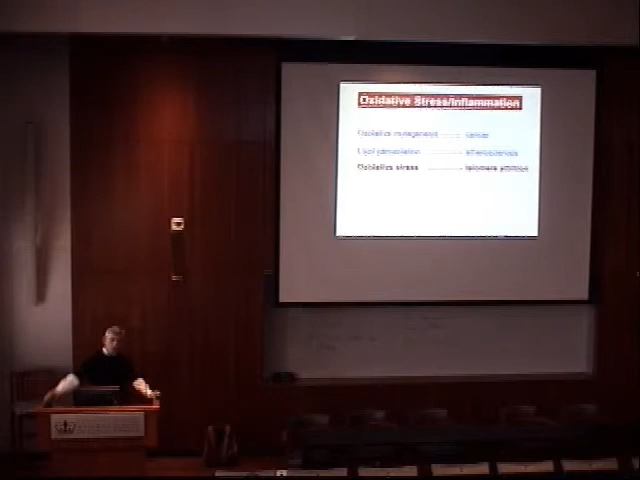 Oxidative Stress/Inflammation
Oxidative mutagenesis ........ cancer
Lipid peroxidation ........ atherosclerosis
Oxidative stress ........ telomere attrition